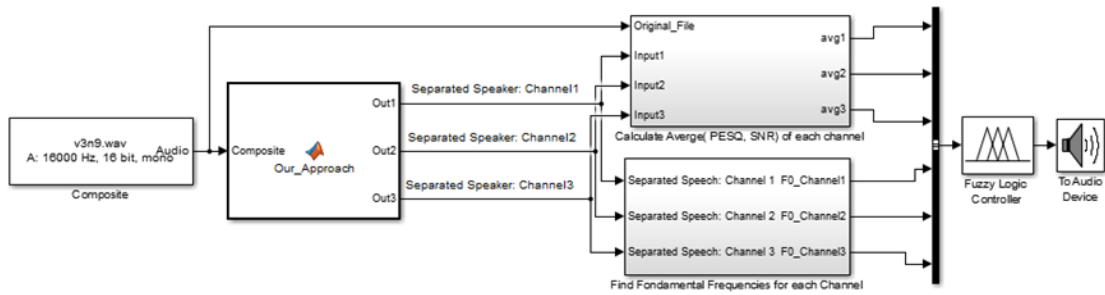 v3n9.wav
A: 16000 Hz, 16 bit, mono
Audio
Composite
Composite
Our_Approach
Out1
Out2
Out3
Separated Speaker: Channel1
Separated Speaker: Channel2
Separated Speaker: Channel3
Original_File
Input1
Input2
Input3
avg1
avg2
avg3
Calculate Averge( PESQ, SNR) of each channel
Separated Speech: Channel 1 F0_Channel1
Separated Speech: Channel 2 F0_Channel2
Separated Speech: Channel 3 F0_Channel3
Find Fondamental Frequencies for each Channel
Fuzzy Logic
Controller
To Audio
Device